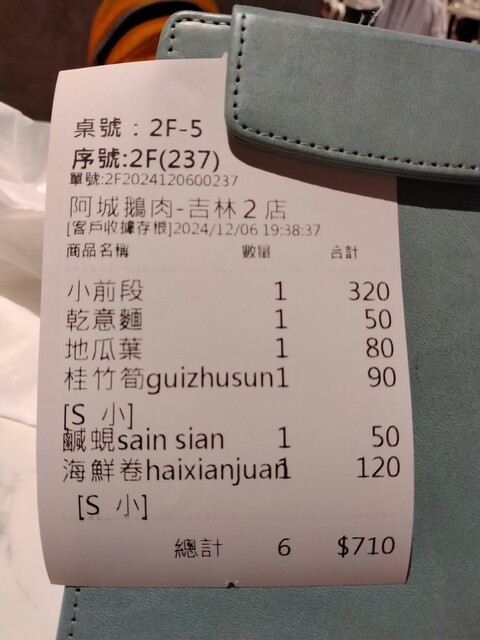 桌號：2F-5
序號:2F(237)
單號:2F2024120600237
阿城鵝肉-吉林２店
[客戶收據存根]2024/12/06 19:38:37
商品名稱 數量 合計
小前段 1 320
乾意麵 1 50
地瓜葉 1 80
桂竹筍guizhusun1 90
[S 小]
鹹蜆sain sian 1 50
海鮮卷haixianjuan1 120
[S 小]
總計 6 $710